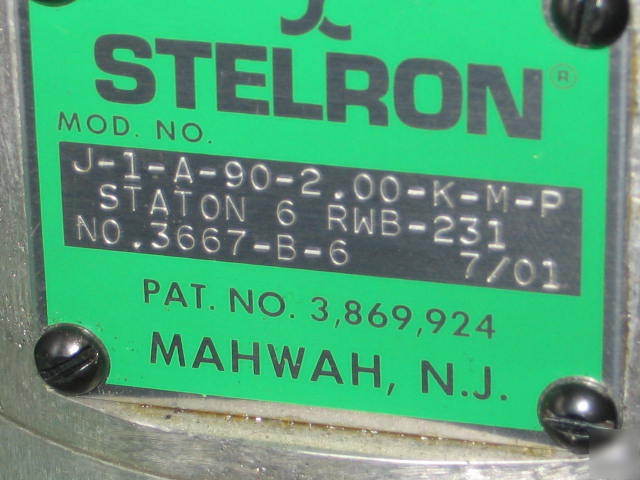 STELRON®
MOD. NO.
J-1-A-90-2.00-K-M-P
STATON 6 RWB-231
NO.3667-B-6 7/01
PAT. NO. 3,869,924
MAHWAH, N.J.